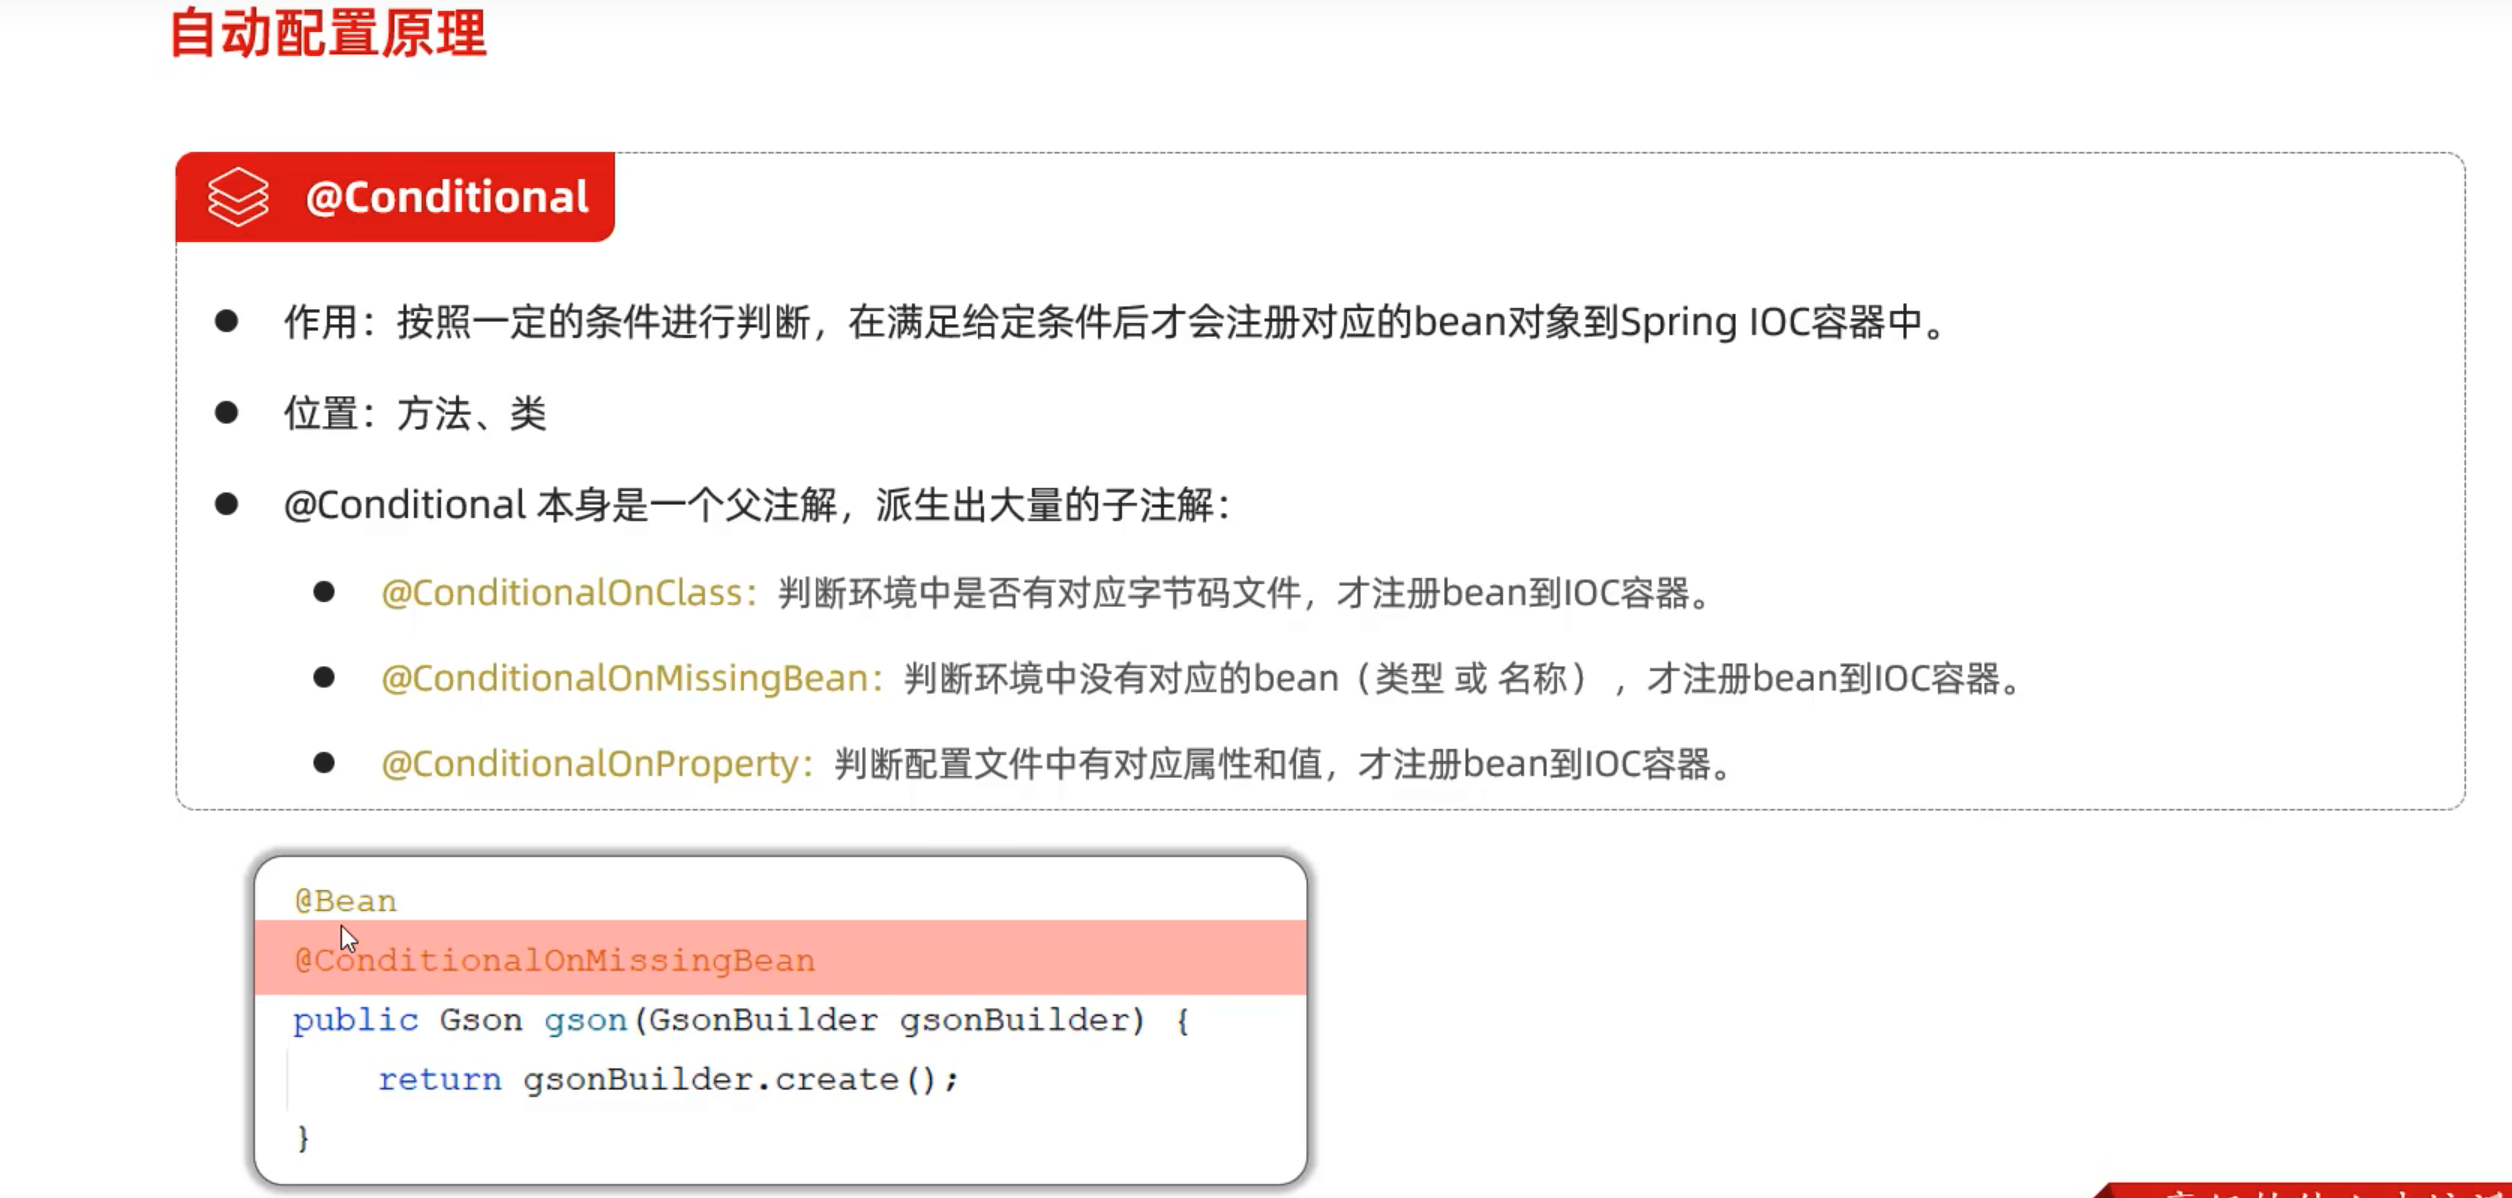 自动配置原理
@Conditional
作用：按照一定的条件进行判断，在满足给定条件后才会注册对应的bean对象到Spring IOC容器中。
位置：方法、类
@Conditional 本身是一个父注解，派生出大量的子注解：
@ConditionalOnClass：判断环境中是否有对应字节码文件，才注册bean到IOC容器。
@ConditionalOnMissingBean：判断环境中没有对应的bean（类型 或 名称），才注册bean到IOC容器。
@ConditionalOnProperty：判断配置文件中有对应属性和值，才注册bean到IOC容器。
@Bean
@ConditionalOnMissingBean
public Gson gson(GsonBuilder gsonBuilder) {
return gsonBuilder.create();
}